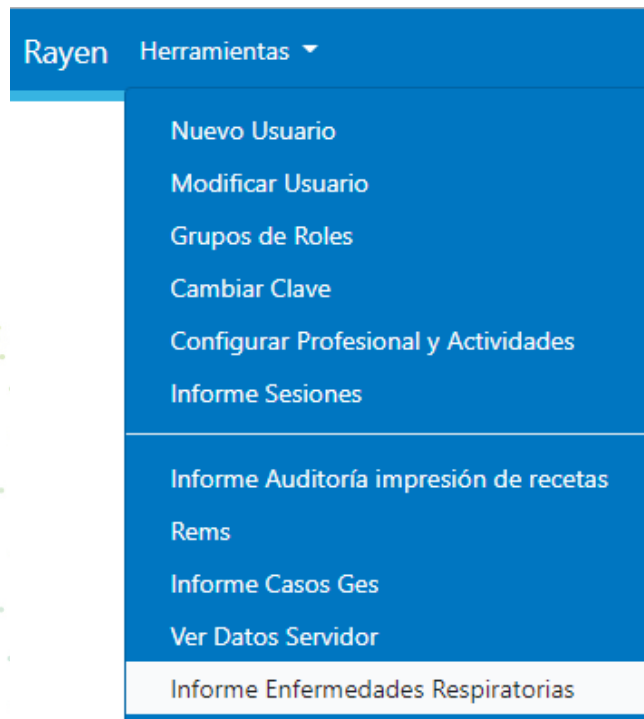 Rayen Herramientas
Nuevo Usuario
Modificar Usuario
Grupos de Roles
Cambiar Clave
Configurar Profesional y Actividades
Informe Sesiones
Informe Auditoría impresión de recetas
Rems
Informe Casos Ges
Ver Datos Servidor
Informe Enfermedades Respiratorias